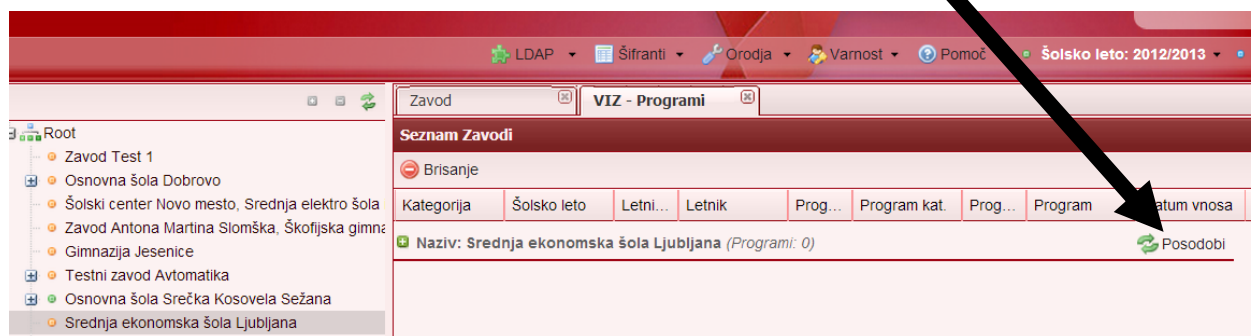 LDAP Šifranti Orodja Varnost Pomoč Šolsko leto: 2012/2013
Zavod VIZ - Programi
Root
Seznam Zavodi
Zavod Test 1
Brisanje
Osnovna šola Dobrovo
Šolski center Novo mesto, Srednja elektro šola
Kategorija Šolsko leto Letni... Letnik Prog... Program kat. Prog... Program atum vnosa
Zavod Antona Martina Slomška, Škofijska gimna
Naziv: Srednja ekonomska šola Ljubljana (Programi: 0) Posodobi
Gimnazija Jesenice
Testni zavod Avtomatika
Osnovna šola Srečka Kosovela Sežana
Srednja ekonomska šola Ljubljana